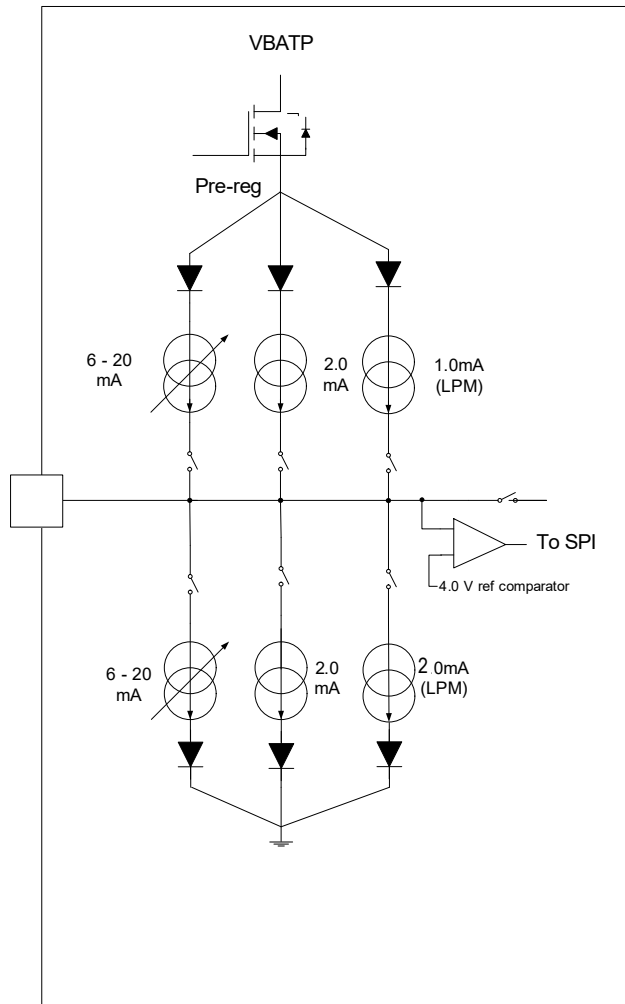 VBATP
Pre-reg
6 - 20
mA
2.0
mA
1.0mA
(LPM)
To SPI
4.0 V ref comparator
6 - 20
mA
2.0
mA
2.0mA
(LPM)